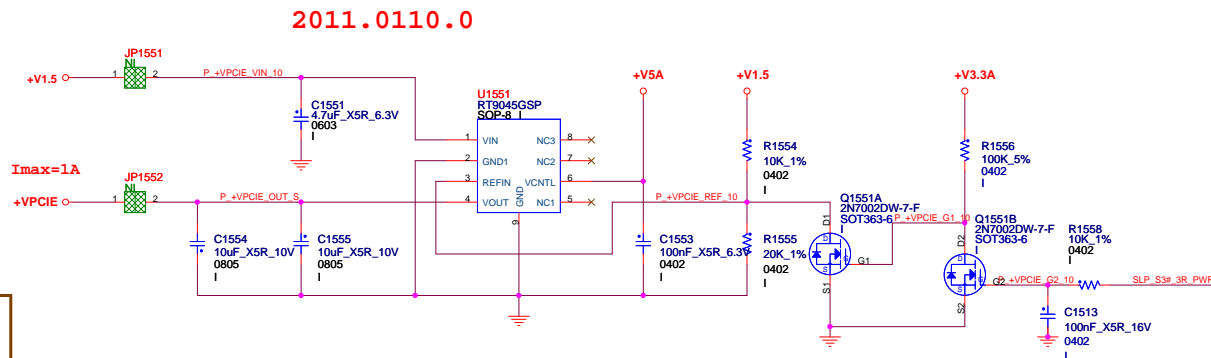 2011.0110.0
JP1551
NI
+V1.5
1
2
P_+VPCIE_VIN_10
C1551
4.7uF_X5R_6.3V
0603
I
Imax=1A
JP1552
NI
+VPCIE
1
2
P_+VPCIE_OUT_S
C1554
10uF_X5R_10V
0805
I
C1555
10uF_X5R_10V
0805
I
U1551
RT9045GSP
SOP-8 I
1 VIN NC3 8
2 GND1 NC2 7
3 REFIN VCNTL 6
4 VOUT NC1 5
GND
9
+V5A
C1553
100nF_X5R_6.3V
0402
I
+V1.5
R1554
10K_1%
0402
I
P_+VPCIE_REF_10
R1555
20K_1%
0402
I
Q1551A
2N7002DW-7-F
SOT363-6
I
D1
D
G
S
G1
S1
+V3.3A
R1556
100K_5%
0402
I
P_+VPCIE_G1_10
Q1551B
2N7002DW-7-F
SOT363-6
I
D2
D
G
S
G2
S2
P_+VPCIE_G2_10
R1558
10K_1%
0402
I
SLP_S3#_3R_PWR
C1513
100nF_X5R_16V
0402
I